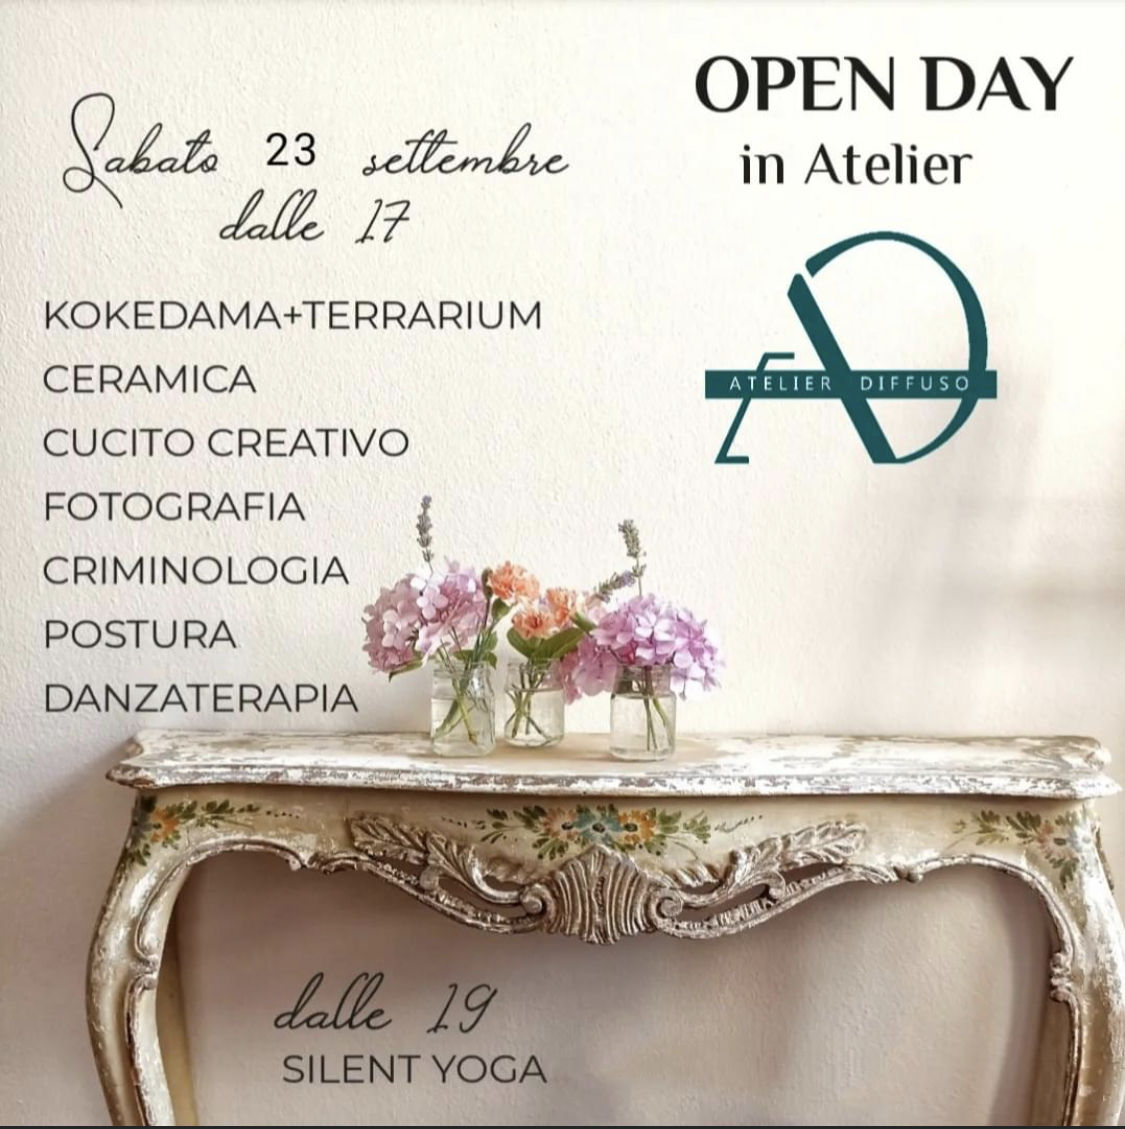 OPEN DAY
in Atelier
ATELIER DIFFUSO
Sabato 23 settembre
dalle 17
KOKEDAMA+TERRARIUM
CERAMICA
CUCITO CREATIVO
FOTOGRAFIA
CRIMINOLOGIA
POSTURA
DANZATERAPIA
dalle 19
SILENT YOGA